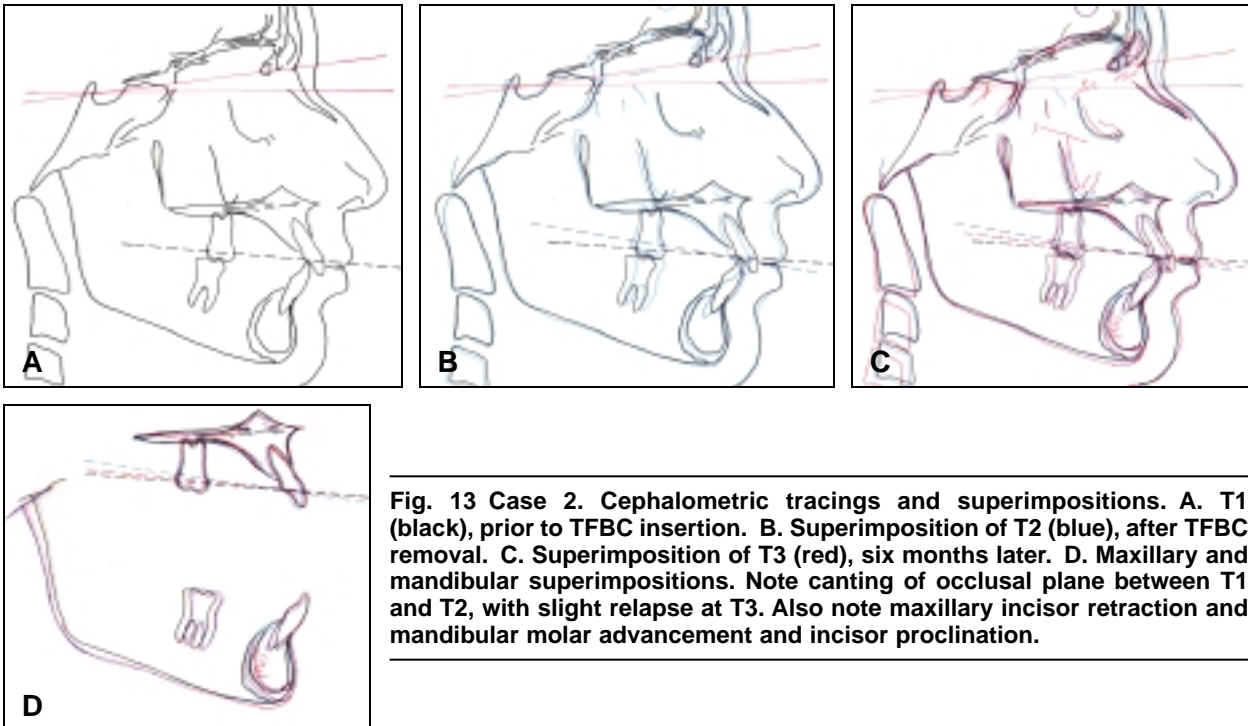 A
B
C
D
Fig. 13 Case 2. Cephalometric tracings and superimpositions. A. T1
(black), prior to TFBC insertion. B. Superimposition of T2 (blue), after TFBC
removal. C. Superimposition of T3 (red), six months later. D. Maxillary and
mandibular superimpositions. Note canting of occlusal plane between T1
and T2, with slight relapse at T3. Also note maxillary incisor retraction and
mandibular molar advancement and incisor proclination.